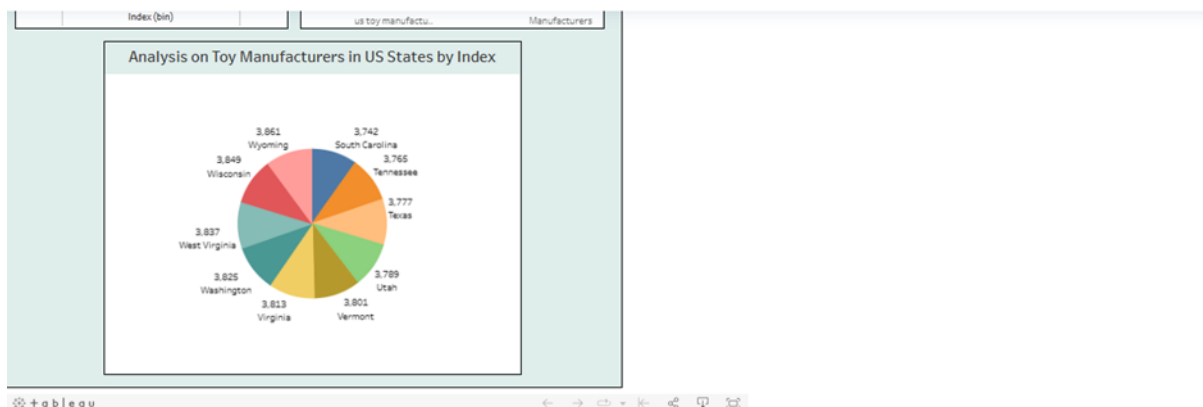 Index (bin)
us toy manufactu..
Manufacturers
Analysis on Toy Manufacturers in US States by Index
3,861
Wyoming
3,742
South Carolina
3,849
Wisconsin
3,765
Tennessee
3,777
Texas
3,837
West Virginia
3,825
Washington
3,789
Utah
3,813
Virginia
3,801
Vermont
+ableau